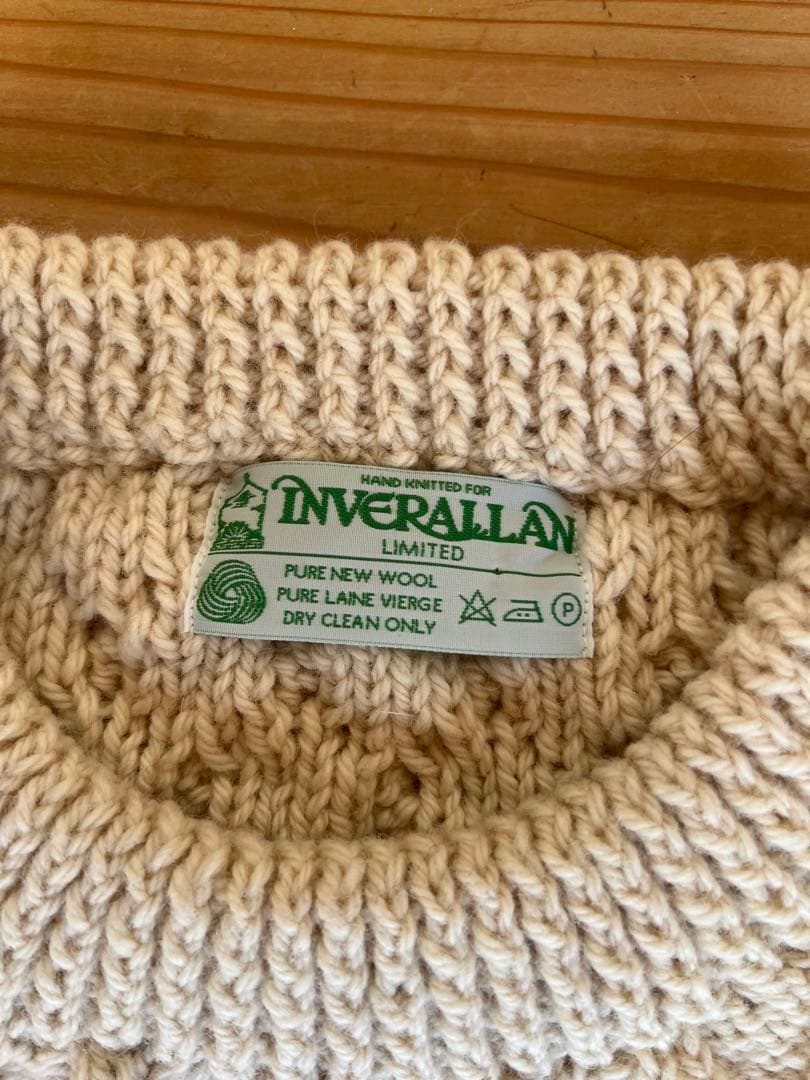 HAND KNITTED FOR
INVERALLAN
LIMITED
PURE NEW WOOL
PURE LAINE VIERGE
DRY CLEAN ONLY
P